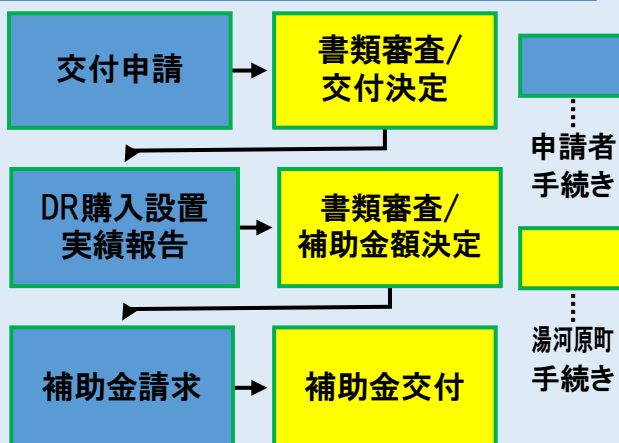 交付申請
書類審査/
交付決定
DR購入設置
実績報告
書類審査/
補助金額決定
補助金請求
補助金交付
申請者
手続き
湯河原町
手続き